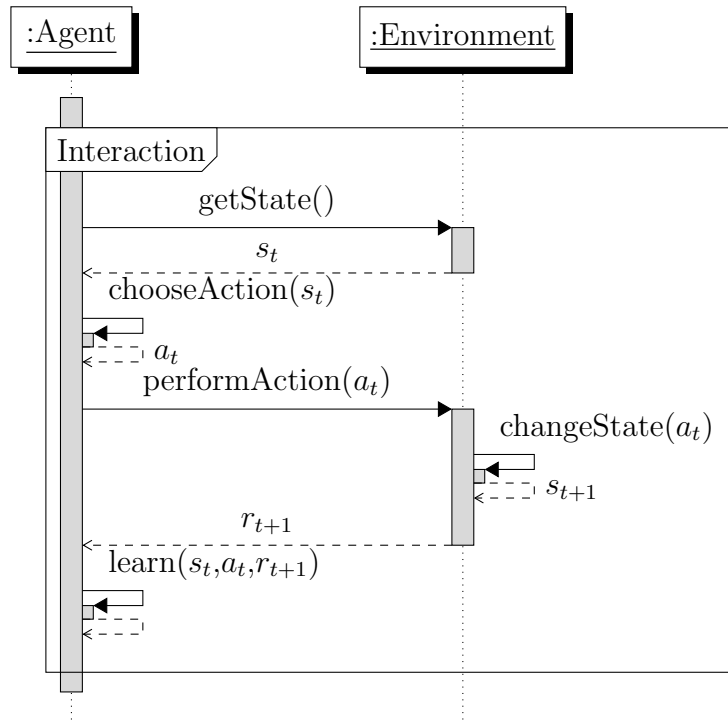 :Agent
:Environment
Interaction
getState()
s_t
chooseAction(s_t)
a_t
performAction(a_t)
changeState(a_t)
s_{t+1}
r_{t+1}
learn(s_t,a_t,r_{t+1})